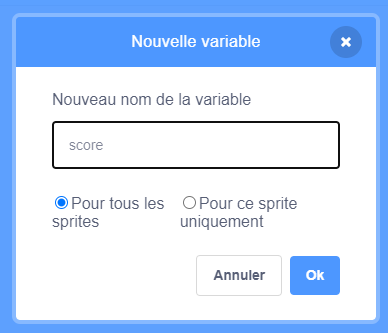 Nouvelle variable
Nouveau nom de la variable
score
Pour tous les sprites
Pour ce sprite uniquement
Annuler Ok